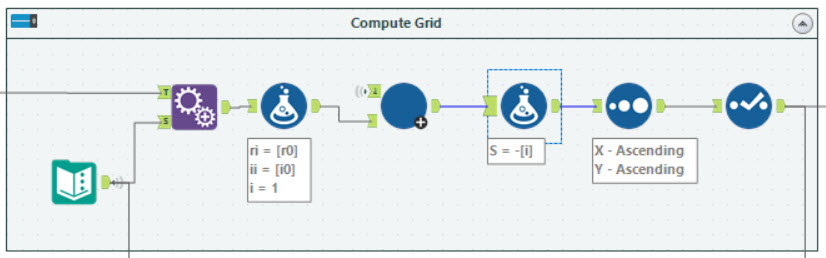 Compute Grid
T
S
ri = [r0]
ii = [i0]
i = 1
S = -[i]
X - Ascending
Y - Ascending